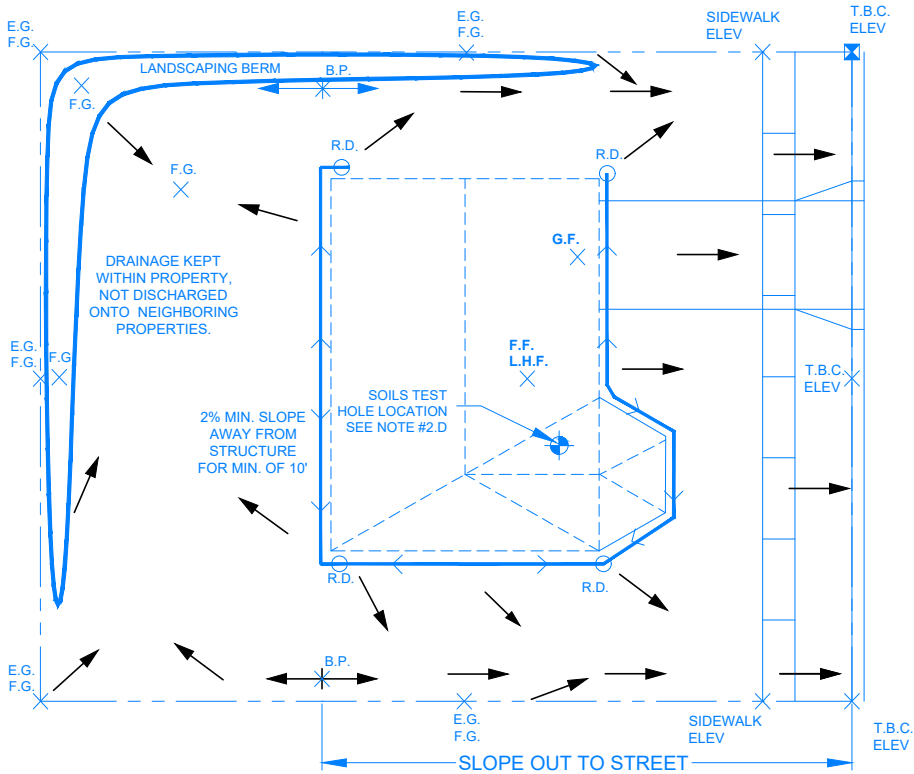 E.G.
F.G.
E.G.
F.G.
SIDEWALK
ELEV
T.B.C.
ELEV
LANDSCAPING BERM
B.P.
F.G.
R.D.
R.D.
F.G.
G.F.
DRAINAGE KEPT
WITHIN PROPERTY,
NOT DISCHARGED
ONTO NEIGHBORING
PROPERTIES.
E.G.
F.G.
F.G
F.F.
L.H.F.
T.B.C.
ELEV
SOILS TEST
HOLE LOCATION
SEE NOTE #2.D
2% MIN. SLOPE
AWAY FROM
STRUCTURE
FOR MIN. OF 10'
R.D.
R.D.
E.G.
F.G.
B.P.
E.G.
F.G.
SIDEWALK
ELEV
T.B.C.
ELEV
SLOPE OUT TO STREET